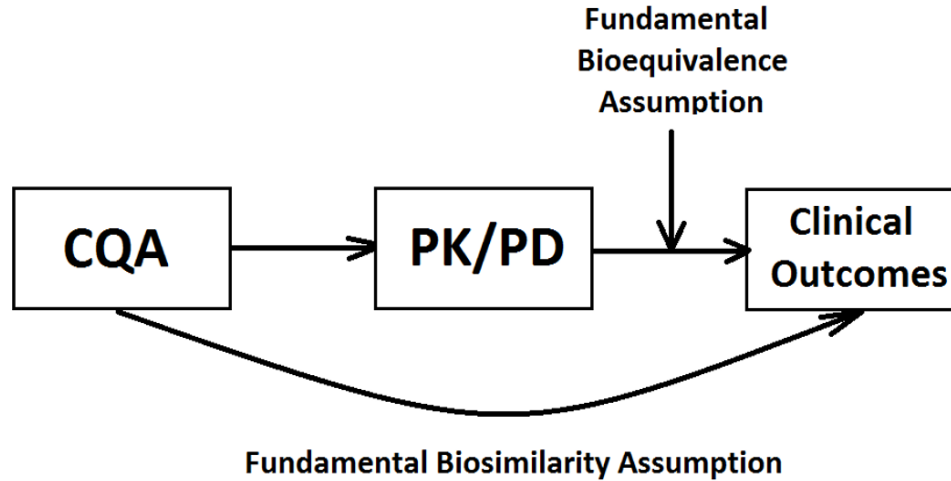 Fundamental
Bioequivalence
Assumption
CQA
PK/PD
Clinical
Outcomes
Fundamental Biosimilarity Assumption